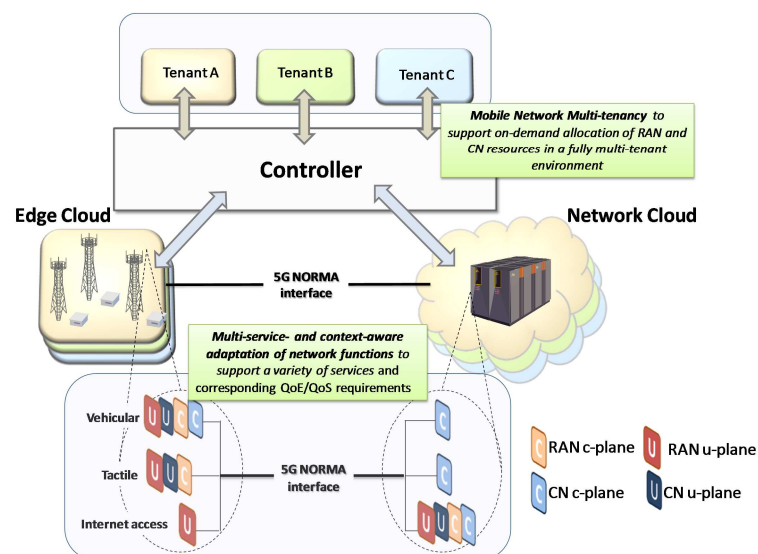 Tenant A
Tenant B
Tenant C
Mobile Network Multi-tenancy to
support on-demand allocation of RAN and
CN resources in a fully multi-tenant
environment
Controller
Edge Cloud
Network Cloud
5G NORMA
interface
Multi-service- and context-aware
adaptation of network functions to
support a variety of services and
corresponding QoE/QoS requirements
Vehicular
U U C C
C
Tactile
U U C
5G NORMA
interface
C
Internet access
U
U U C C
C RAN c-plane
U RAN u-plane
C CN c-plane
U CN u-plane